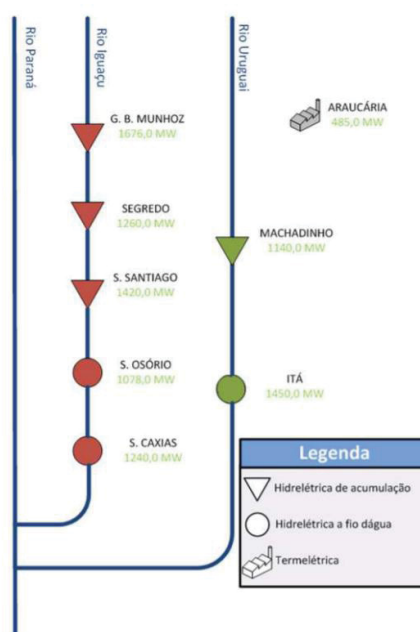 Rio Paraná
Rio Iguaçu
Rio Uruguai
G. B. MUNHOZ
1676,0 MW
SEGREDO
1260,0 MW
S. SANTIAGO
1420,0 MW
S. OSÓRIO
1078,0 MW
S. CAXIAS
1240,0 MW
ARAUCÁRIA
485,0 MW
MACHADINHO
1140,0 MW
ITÁ
1450,0 MW
Legenda
Hidrelétrica de acumulação
Hidrelétrica a fio dágua
Termelétrica